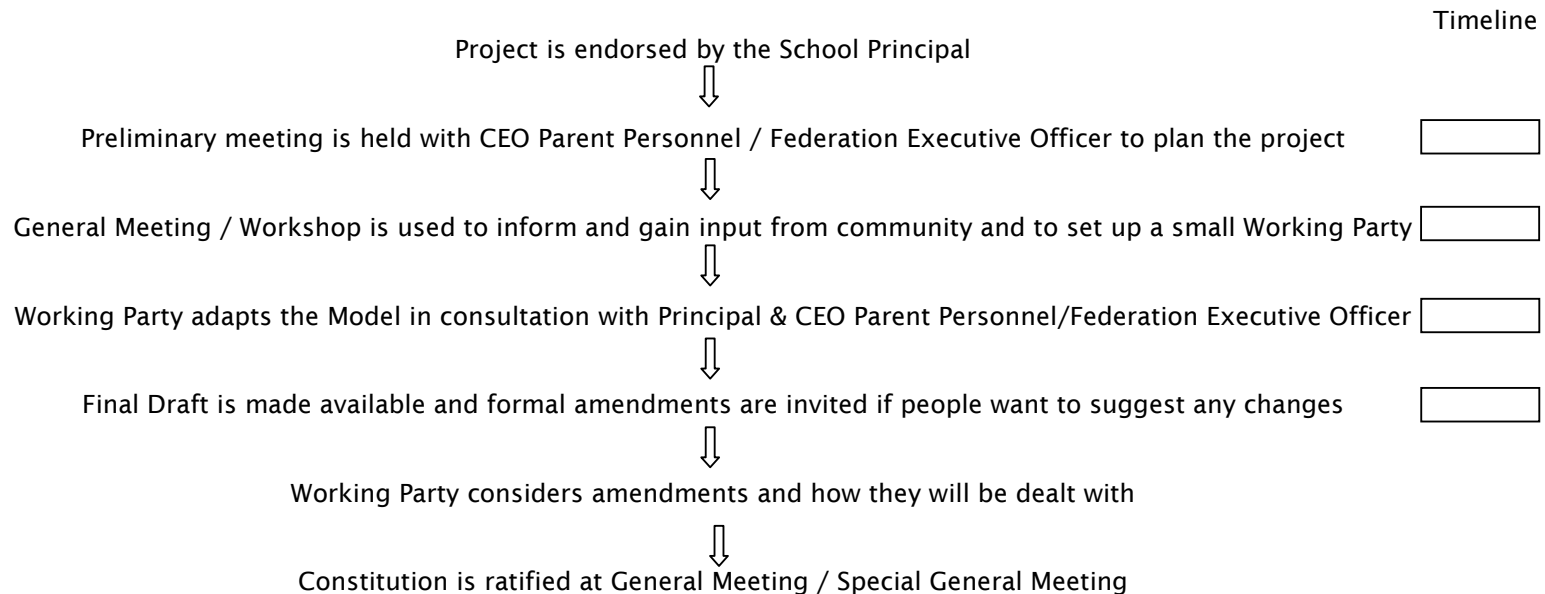 Timeline
Project is endorsed by the School Principal
Preliminary meeting is held with CEO Parent Personnel / Federation Executive Officer to plan the project
General Meeting / Workshop is used to inform and gain input from community and to set up a small Working Party
Working Party adapts the Model in consultation with Principal & CEO Parent Personnel/Federation Executive Officer
Final Draft is made available and formal amendments are invited if people want to suggest any changes
Working Party considers amendments and how they will be dealt with
Constitution is ratified at General Meeting / Special General Meeting